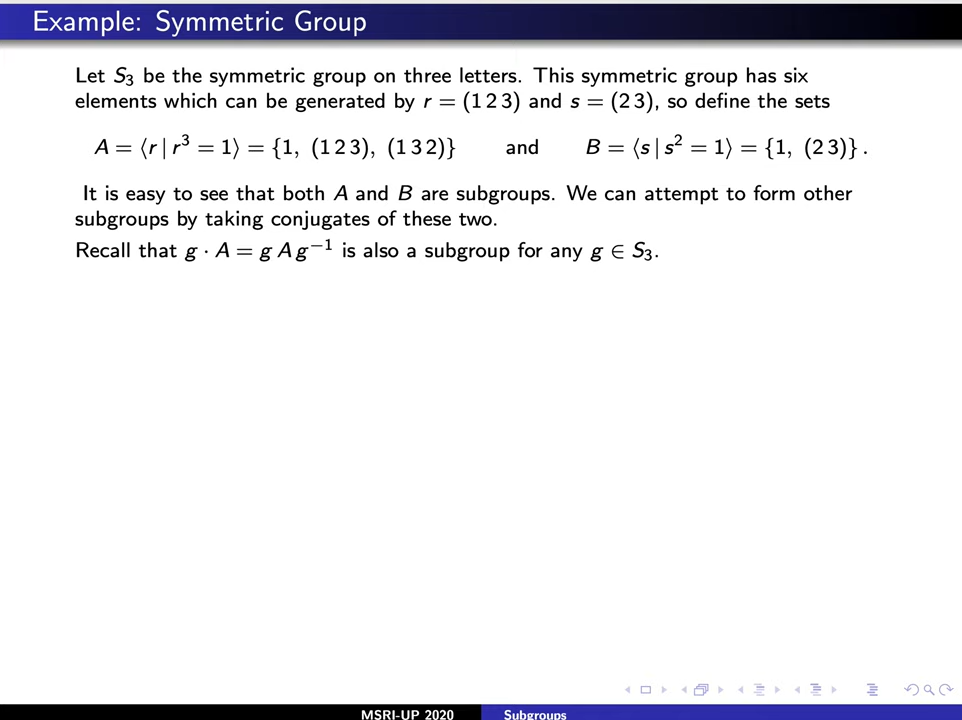 Example: Symmetric Group
Let S₃ be the symmetric group on three letters. This symmetric group has six
elements which can be generated by r = (1 2 3) and s = (2 3), so define the sets
A = ⟨r | r³ = 1⟩ = {1, (1 2 3), (1 3 2)} and B = ⟨s | s² = 1⟩ = {1, (2 3)} .
It is easy to see that both A and B are subgroups. We can attempt to form other
subgroups by taking conjugates of these two.
Recall that g · A = g A g⁻¹ is also a subgroup for any g ∈ S₃.
MSRI-UP 2020 Subgroups